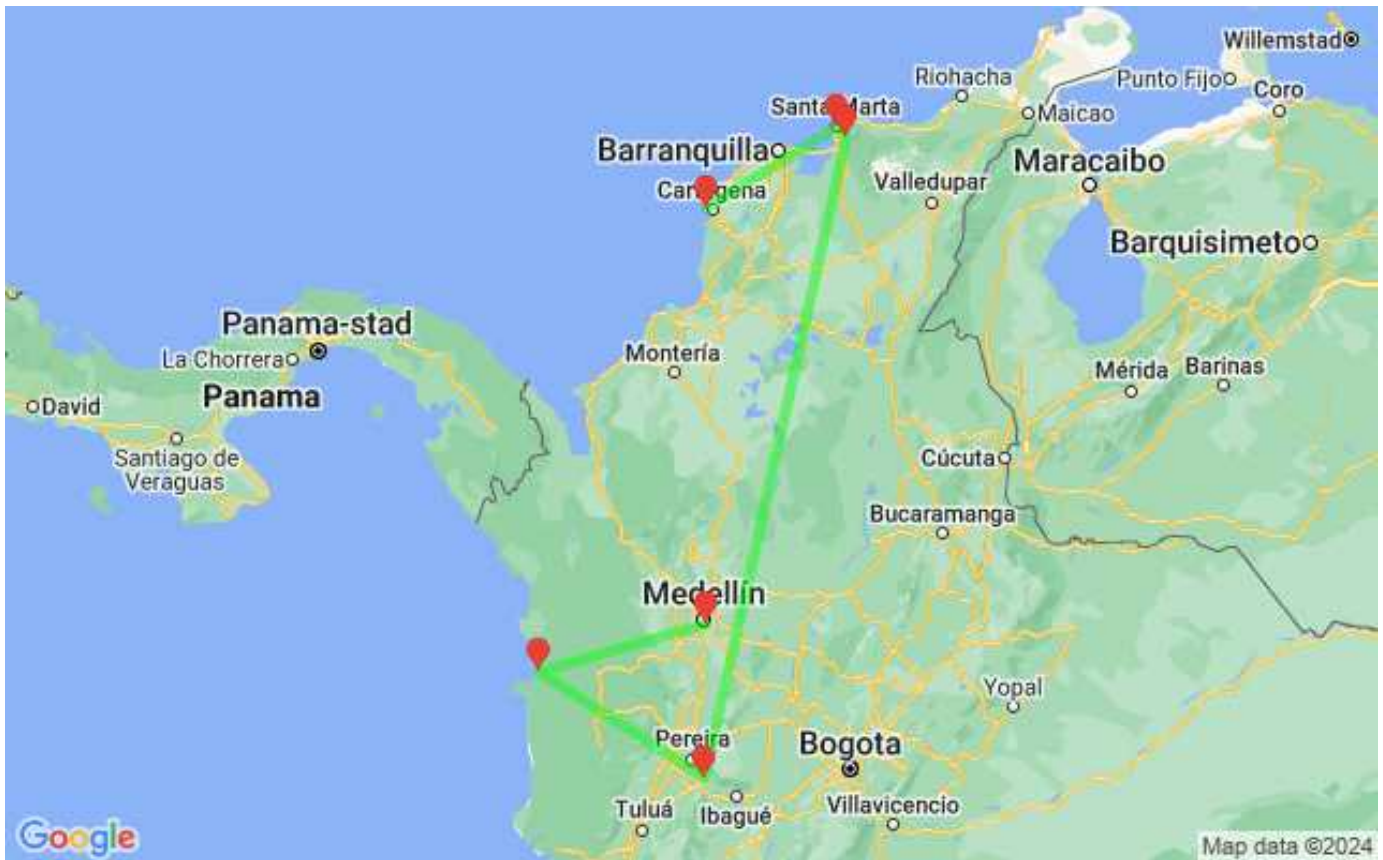 Willemstad
Riohacha
Punto Fijo
Coro
Santa Marta
Maicao
Barranquilla
Maracaibo
Cartagena
Valledupar
Barquisimeto
Panama-stad
La Chorrera
Montería
Mérida
Barinas
Panama
David
Santiago de
Veraguas
Cúcuta
Bucaramanga
Medellín
Yopal
Pereira
Bogota
Tuluá
Ibagué
Villavicencio
Google
Map data ©2024